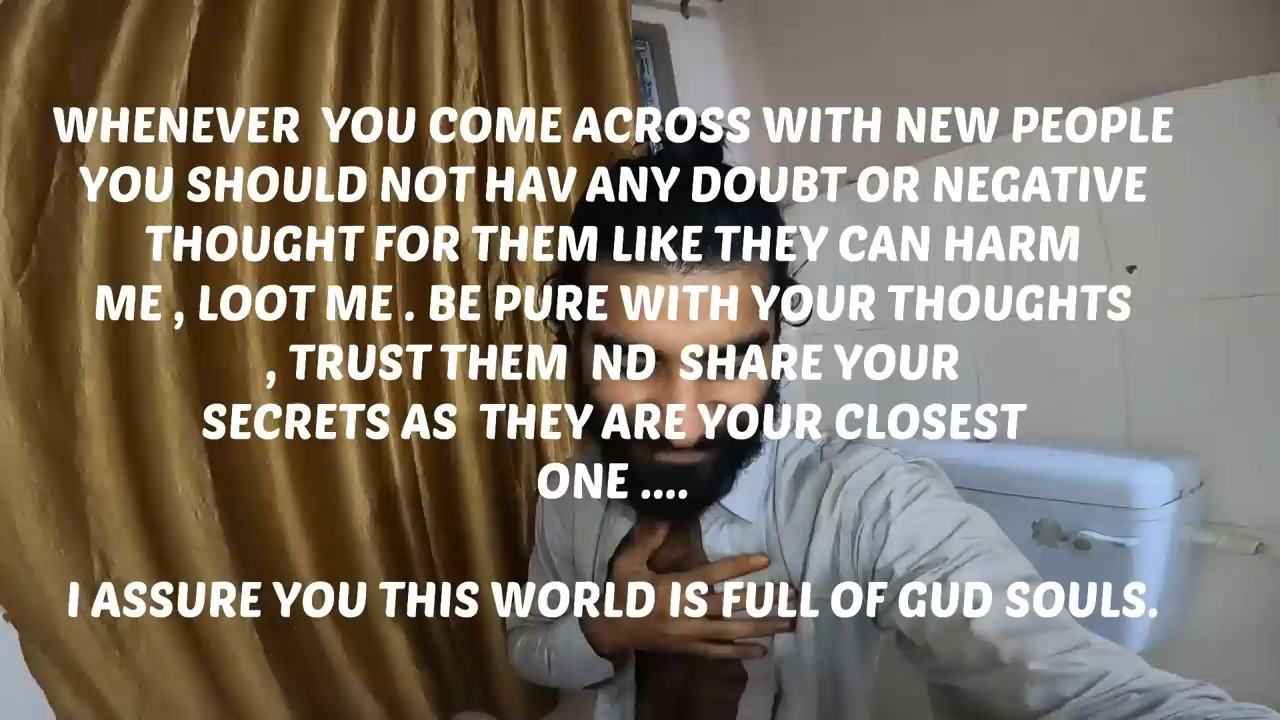 WHENEVER YOU COME ACROSS WITH NEW PEOPLE
YOU SHOULD NOT HAV ANY DOUBT OR NEGATIVE
THOUGHT FOR THEM LIKE THEY CAN HARM
ME , LOOT ME . BE PURE WITH YOUR THOUGHTS
, TRUST THEM ND SHARE YOUR
SECRETS AS THEY ARE YOUR CLOSEST
ONE ....
I ASSURE YOU THIS WORLD IS FULL OF GUD SOULS.